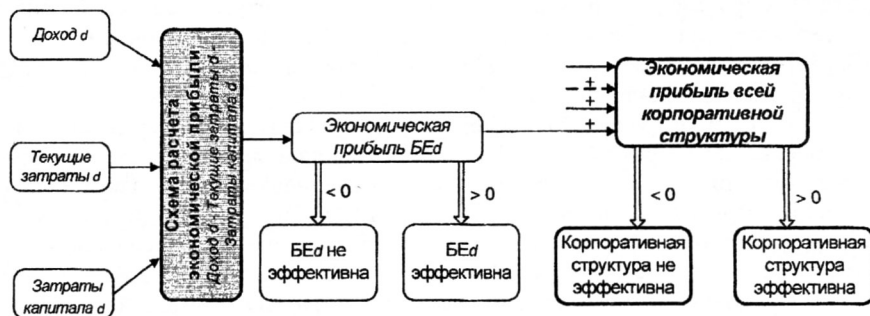 Доход d
Текущие
затраты d
Затраты
капитала d
Схема расчета
экономической прибыли
Доход d - Текущие затраты d -
Затраты капитала d
Экономическая
прибыль БЕd
< 0
> 0
БЕd не
эффективна
БЕd
эффективна
+
+
+
Экономическая
прибыль всей
корпоративной
структуры
< 0
> 0
Корпоративная
структура не
эффективна
Корпоративная
структура
эффективна